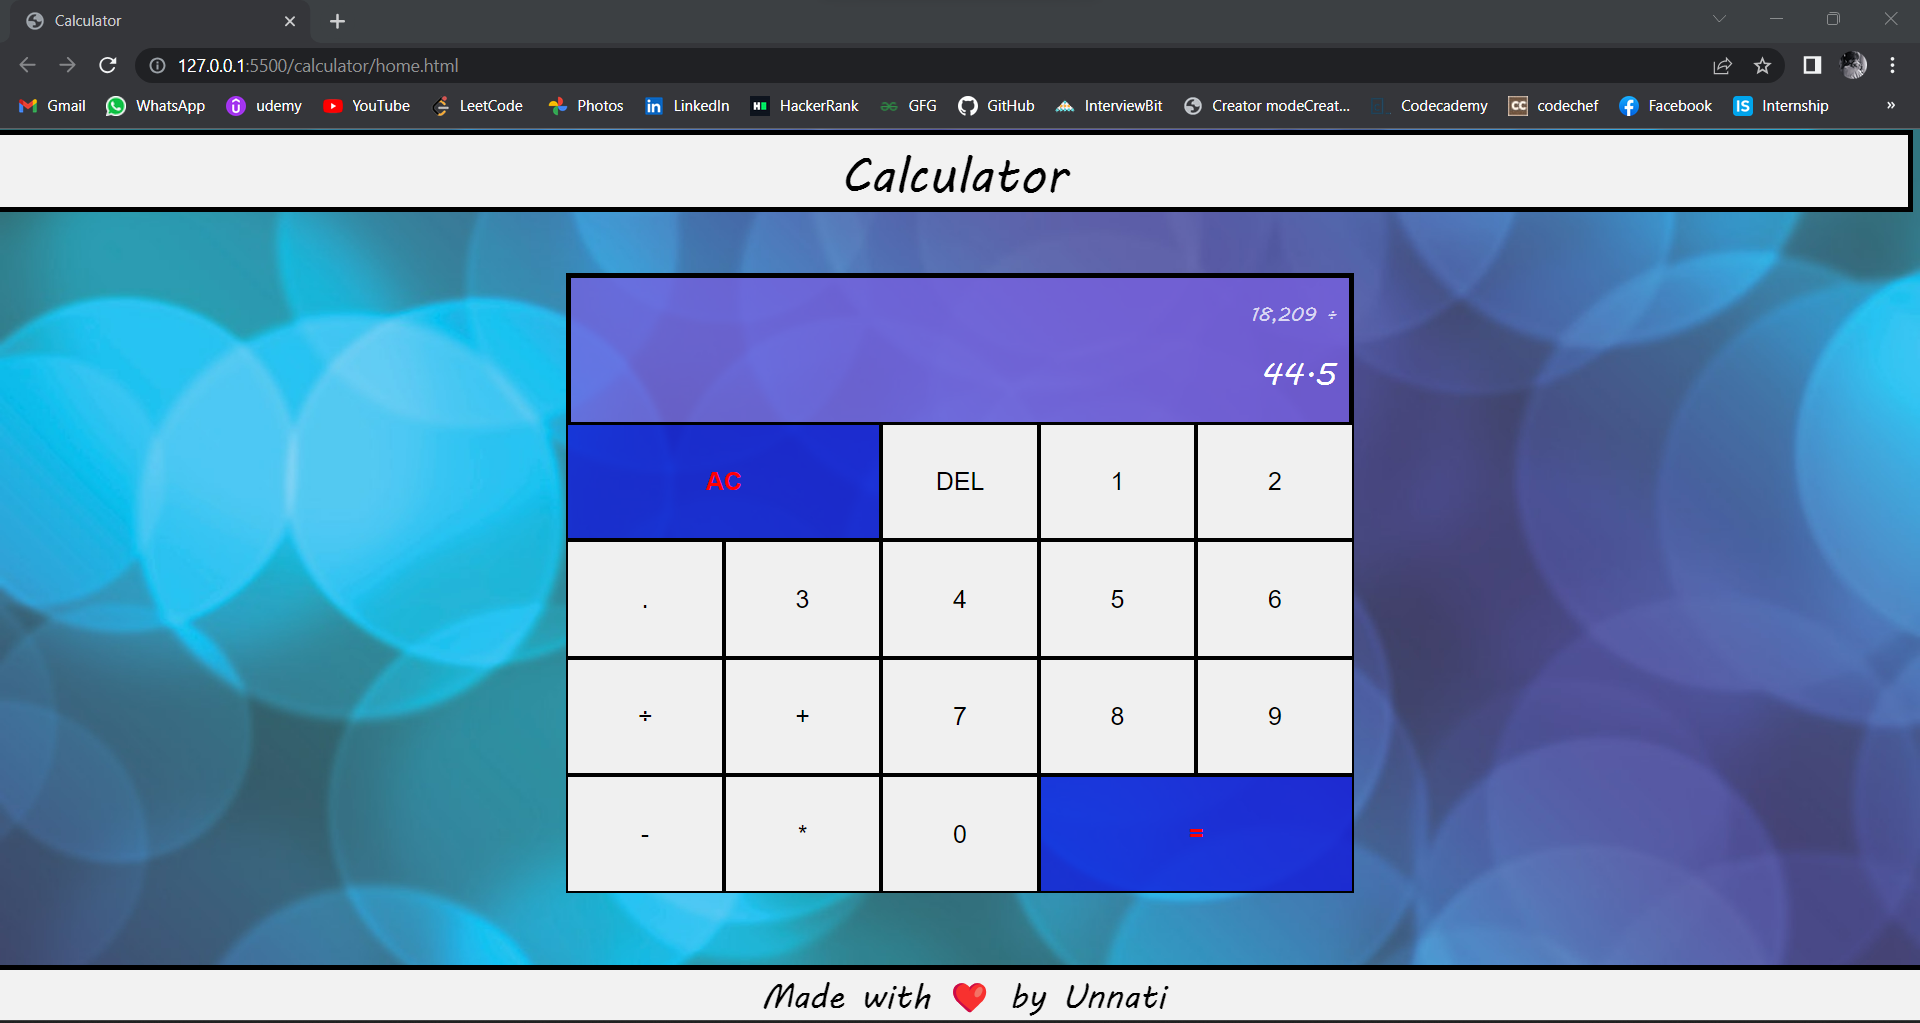 Calculator
127.0.0.1:5500/calculator/home.html
Gmail WhatsApp udemy YouTube LeetCode Photos LinkedIn HackerRank GFG GitHub InterviewBit Creator modeCreat... Codecademy codechef Facebook Internship »
Calculator
18,209 ÷
44.5
AC DEL 1 2
. 3 4 5 6
÷ + 7 8 9
- * 0 =
Made with ❤️ by Unnati